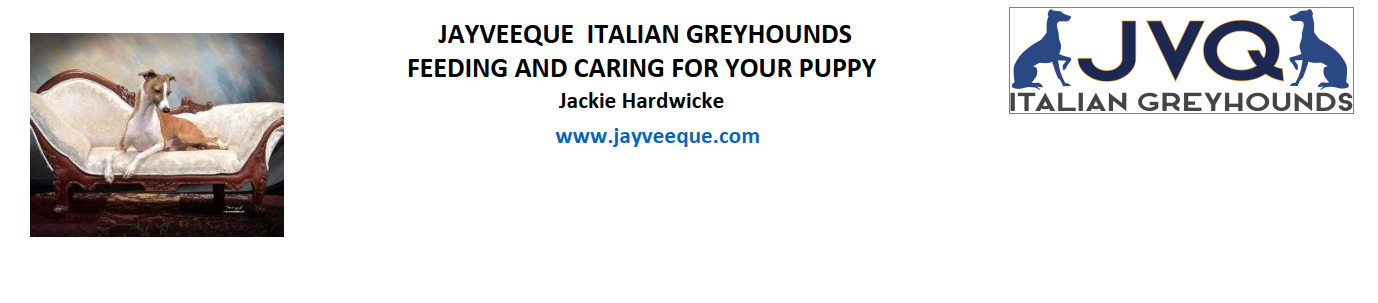 JAYVEEQUE  ITALIAN GREYHOUNDS
FEEDING AND CARING FOR YOUR PUPPY
Jackie Hardwicke
www.jayveeque.com
JVQ
ITALIAN GREYHOUNDS